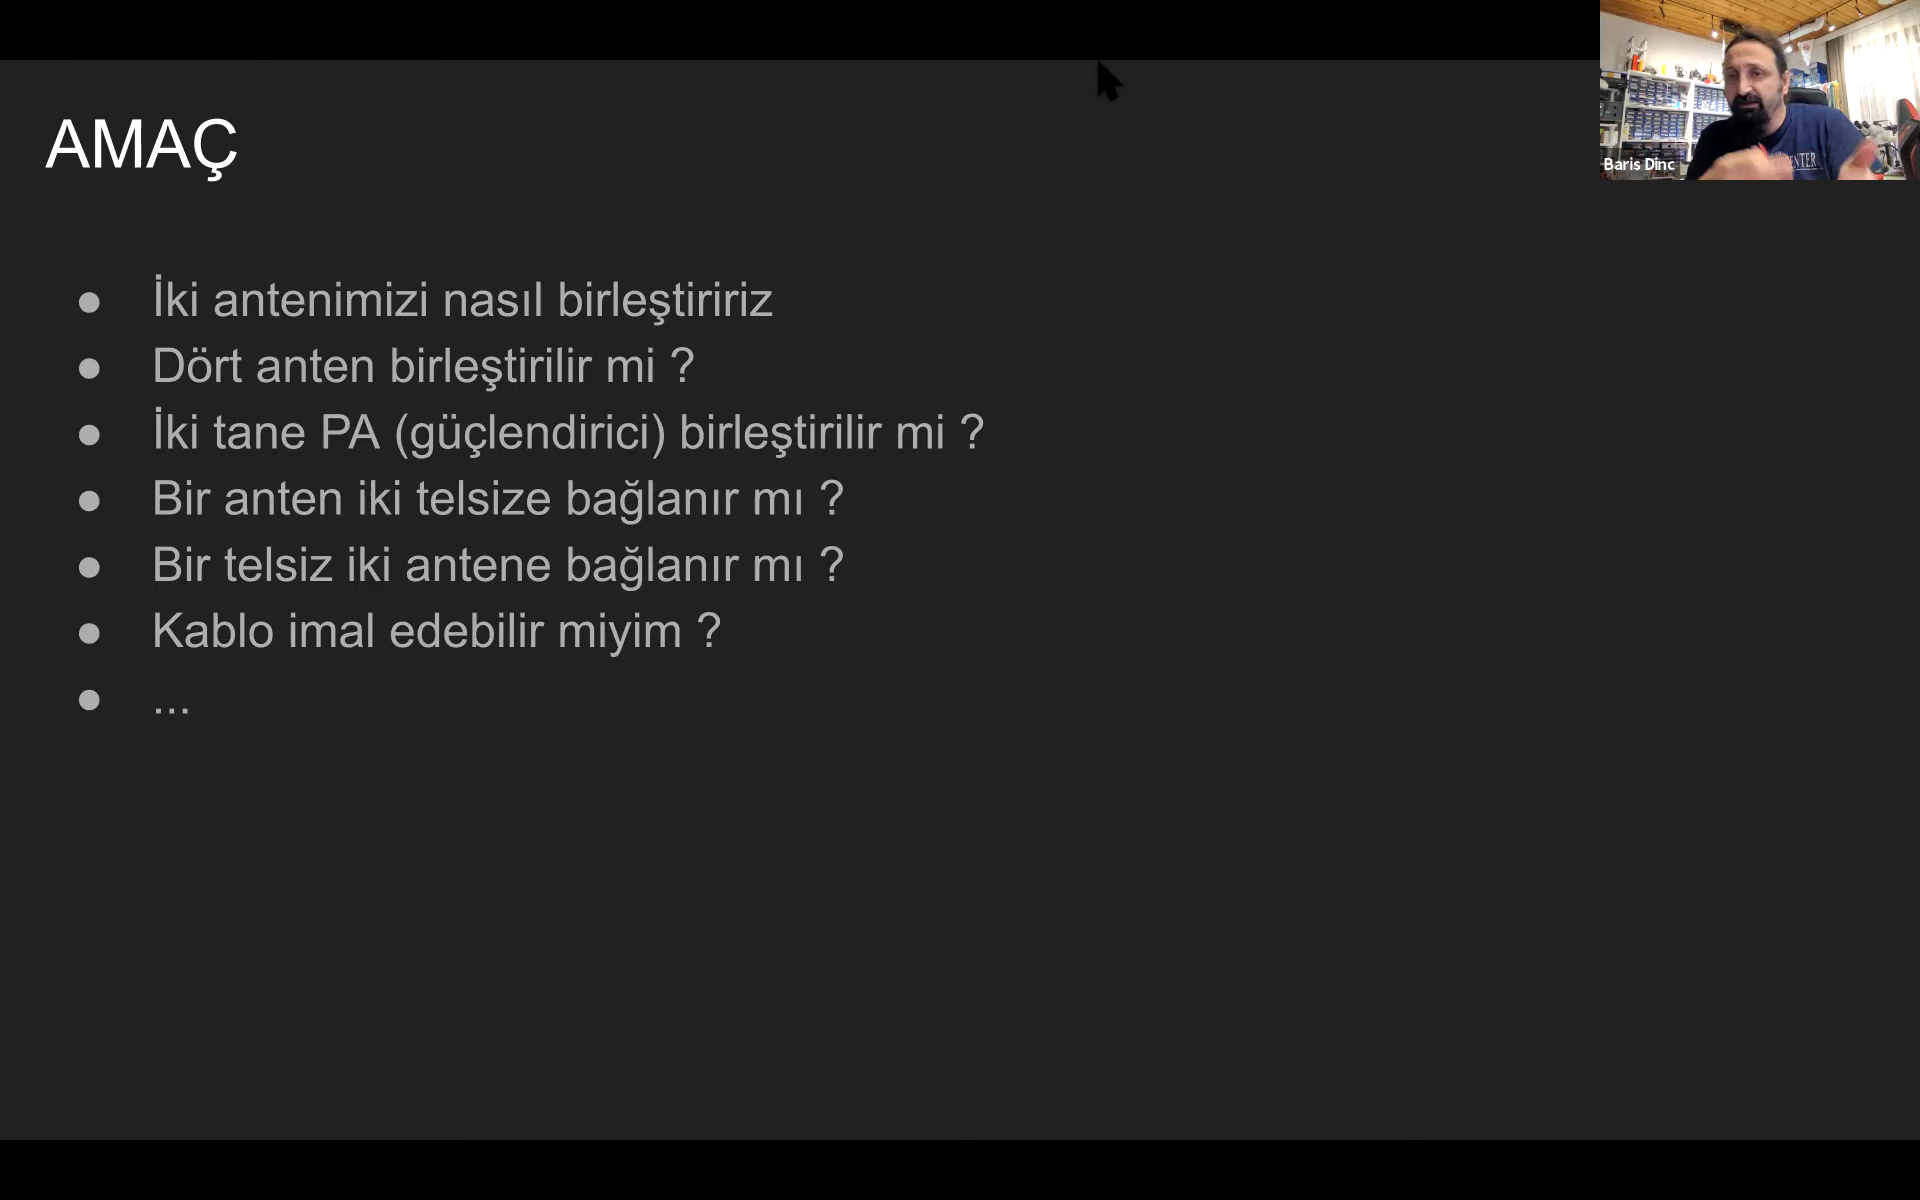 AMAÇ
● İki antenimizi nasıl birleştiririz
● Dört anten birleştirilir mi ?
● İki tane PA (güçlendirici) birleştirilir mi ?
● Bir anten iki telsize bağlanır mı ?
● Bir telsiz iki antene bağlanır mı ?
● Kablo imal edebilir miyim ?
● ...
Baris Dinc